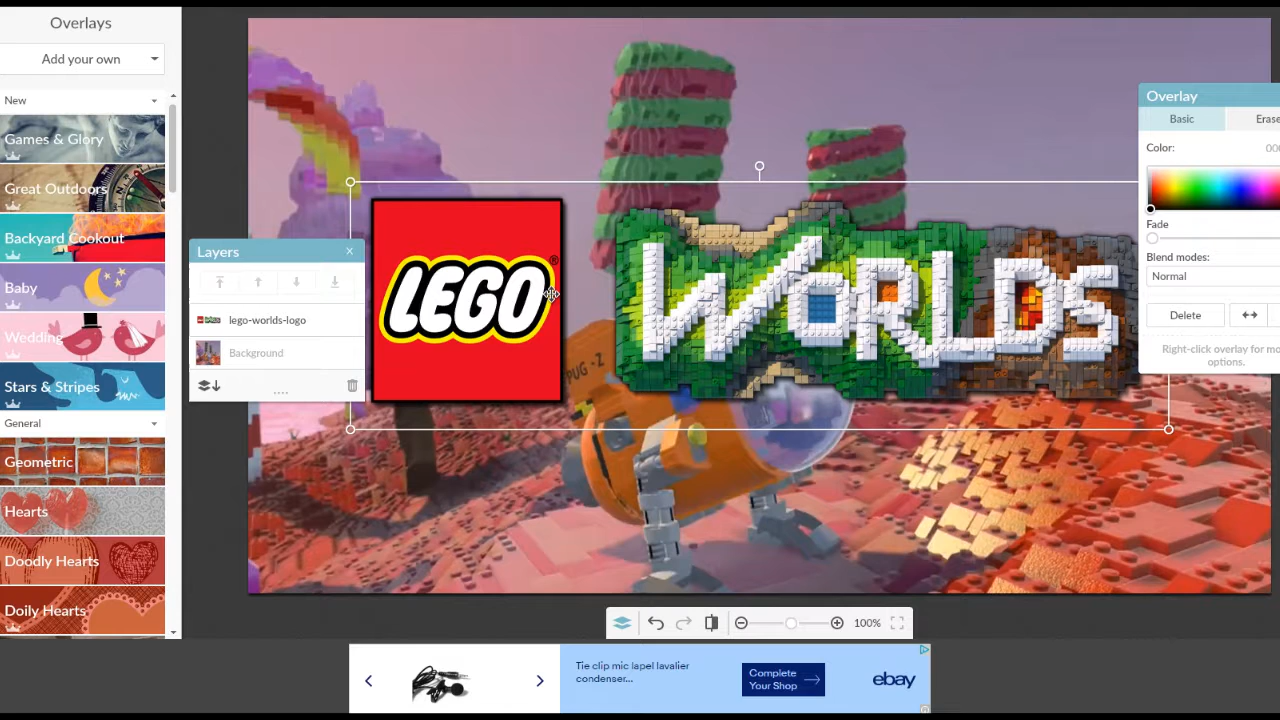 Overlays
Add your own
New
Games & Glory
Great Outdoors
Backyard Cookout
Baby
Wedding
Stars & Stripes
General
Geometric
Hearts
Doodly Hearts
Doily Hearts
Layers
lego-worlds-logo
Background
LEGO®
WORLDS
PUG-Z
Overlay
Basic
Erase
Color:
000
Fade
Blend modes:
Normal
Delete
Right-click overlay for mo
options.
100%
Tie clip mic lapel lavalier
condenser...
Complete
Your Shop
ebay